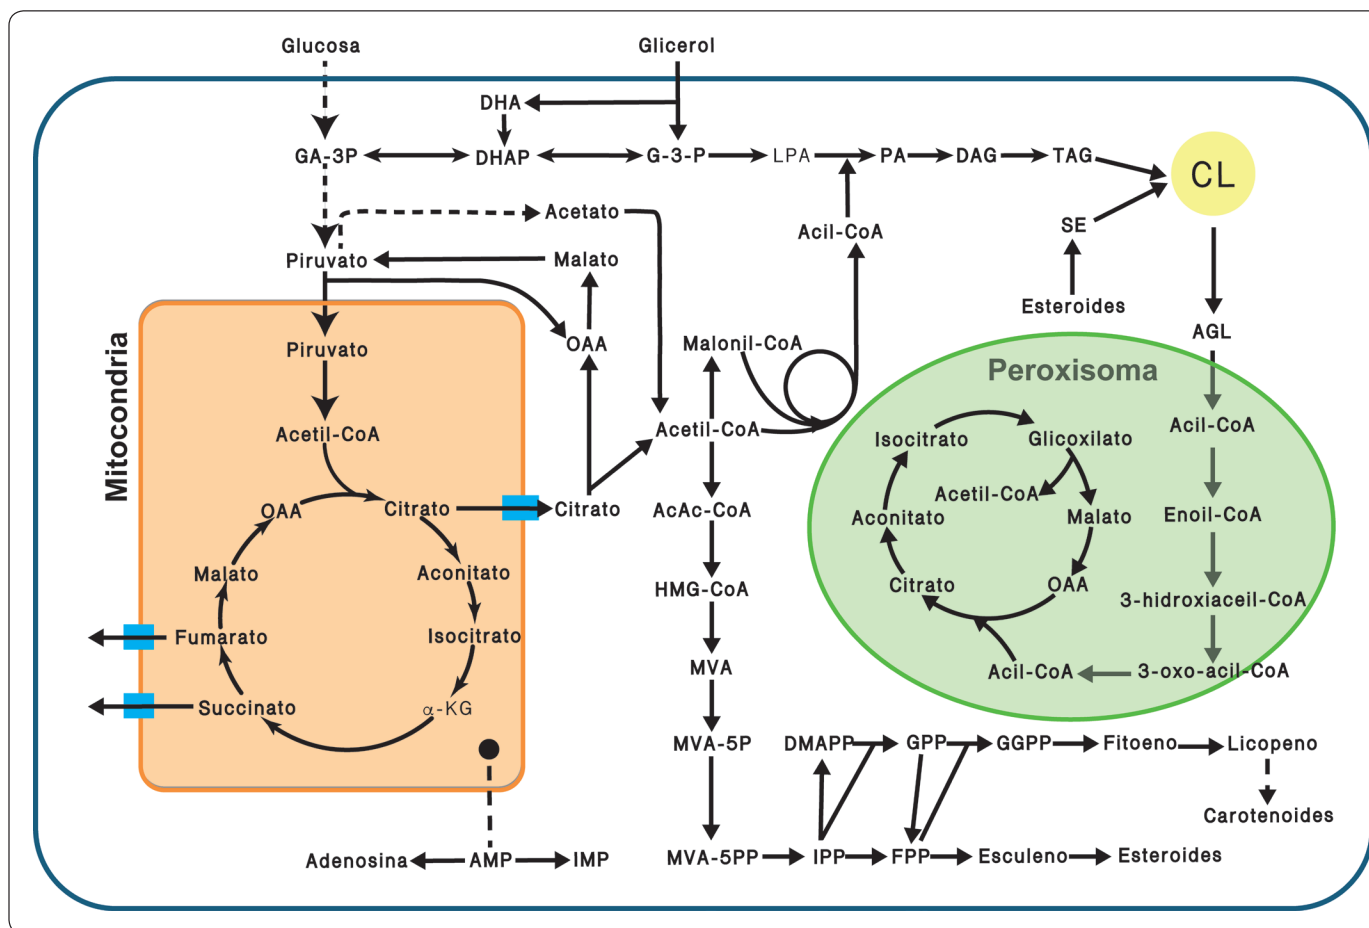 Glucosa
Glicerol
DHA
GA-3P
DHAP
G-3-P
LPA
PA
DAG
TAG
CL
Acetato
Acil-CoA
SE
Piruvato
Malato
Esteroides
Mitocondria
Piruvato
OAA
Malonil-CoA
AGL
Peroxisoma
Acetil-CoA
Acetil-CoA
Isocitrato
Glicoxilato
Acil-CoA
Acetil-CoA
OAA
Citrato
Citrato
AcAc-CoA
Aconitato
Malato
Enoil-CoA
Malato
Aconitato
HMG-CoA
Citrato
OAA
3-hidroxiaceil-CoA
Fumarato
Isocitrato
MVA
Acil-CoA
3-oxo-acil-CoA
Succinato
α-KG
MVA-5P
DMAPP
GPP
GGPP
Fitoeno
Licopeno
Carotenoides
Adenosina
AMP
IMP
MVA-5PP
IPP
FPP
Esculeno
Esteroides